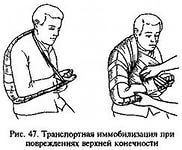 Рис. 47. Транспортная иммобилизация при
повреждениях верхней конечности